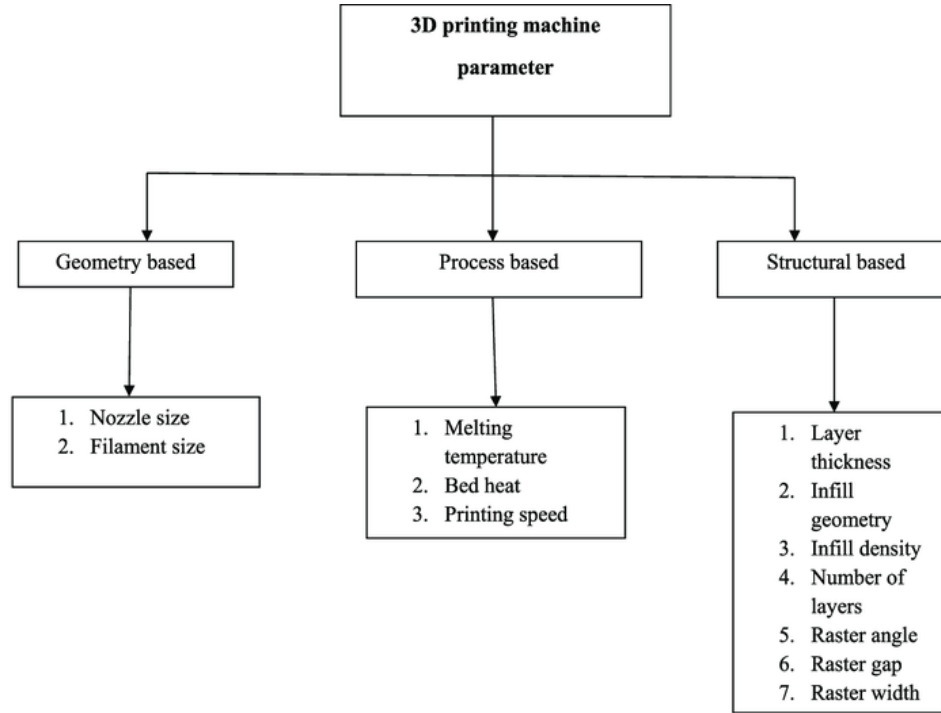 3D printing machine
parameter
Geometry based
Process based
Structural based
1. Nozzle size
2. Filament size
1. Melting
temperature
2. Bed heat
3. Printing speed
1. Layer
thickness
2. Infill
geometry
3. Infill density
4. Number of
layers
5. Raster angle
6. Raster gap
7. Raster width